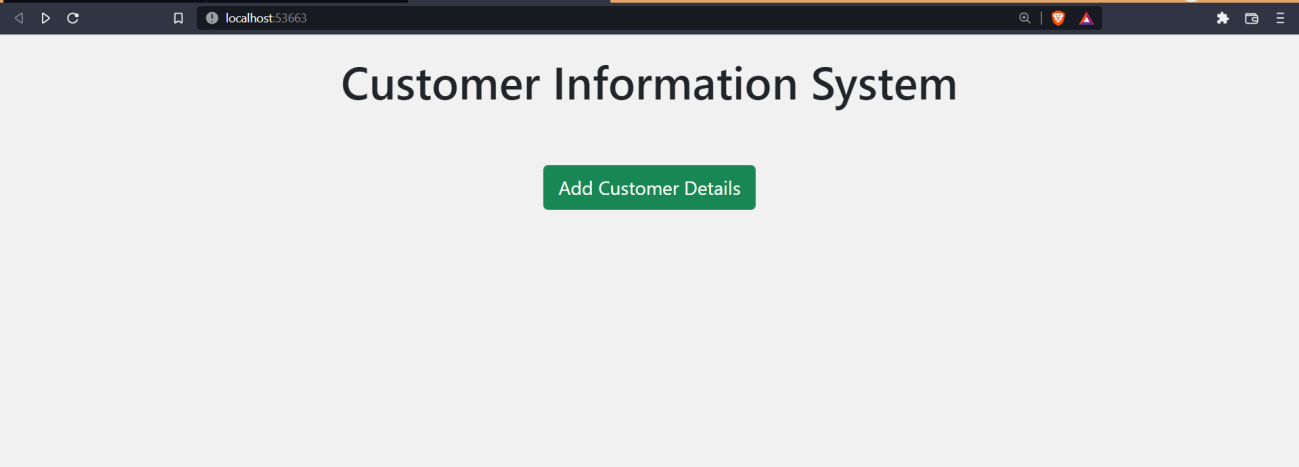 localhost:53663
Customer Information System
Add Customer Details